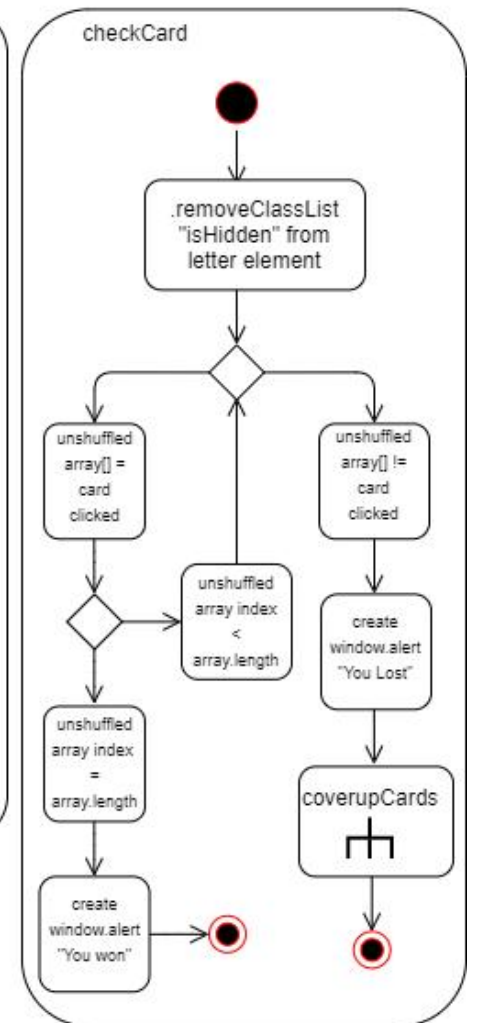 checkCard
.removeClassList
"isHidden" from
letter element
unshuffled
array[] =
card
clicked
unshuffled
array[] !=
card
clicked
unshuffled
array index
<
array.length
create
window.alert
"You Lost"
unshuffled
array index
=
array.length
coverupCards
create
window.alert
"You won"